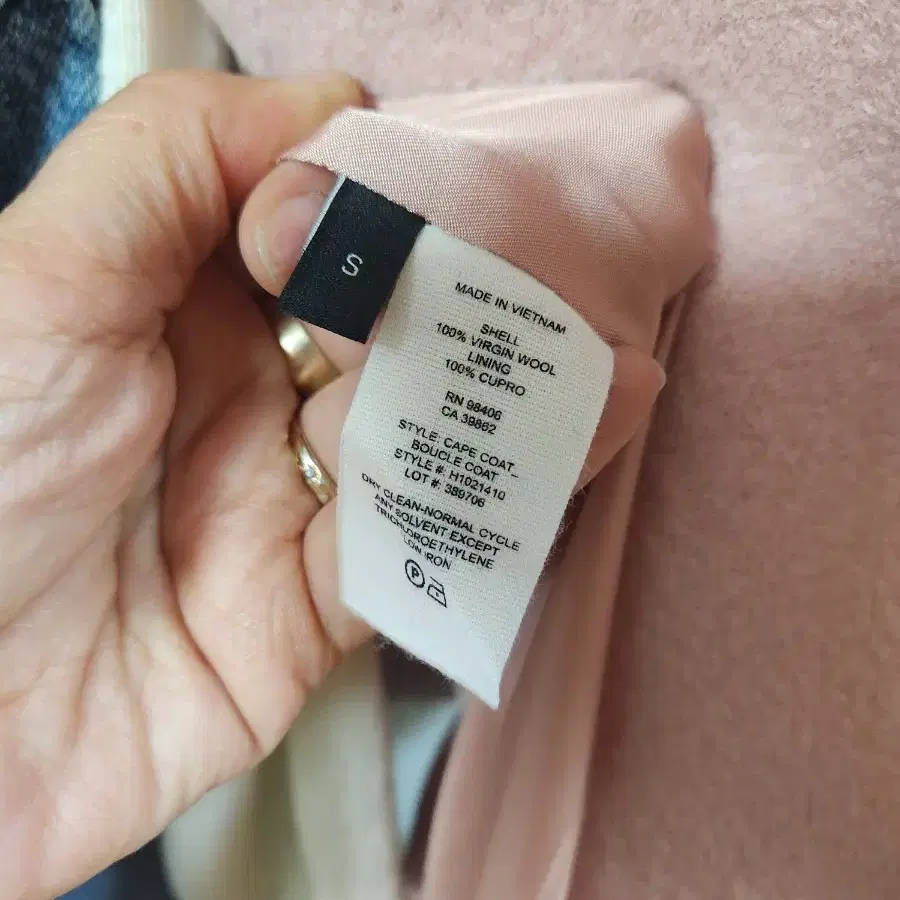 S
MADE IN VIETNAM
SHELL
100% VIRGIN WOOL
LINING
100% CUPRO
RN 98406
CA 39862
STYLE: CAPE COAT -
BOUCLE COAT
STYLE # H1021410
LOT #: 389706
DRY CLEAN-NORMAL CYCLE
ANY SOLVENT EXCEPT
TRICHLOROETHYLENE
LOW IRON
P